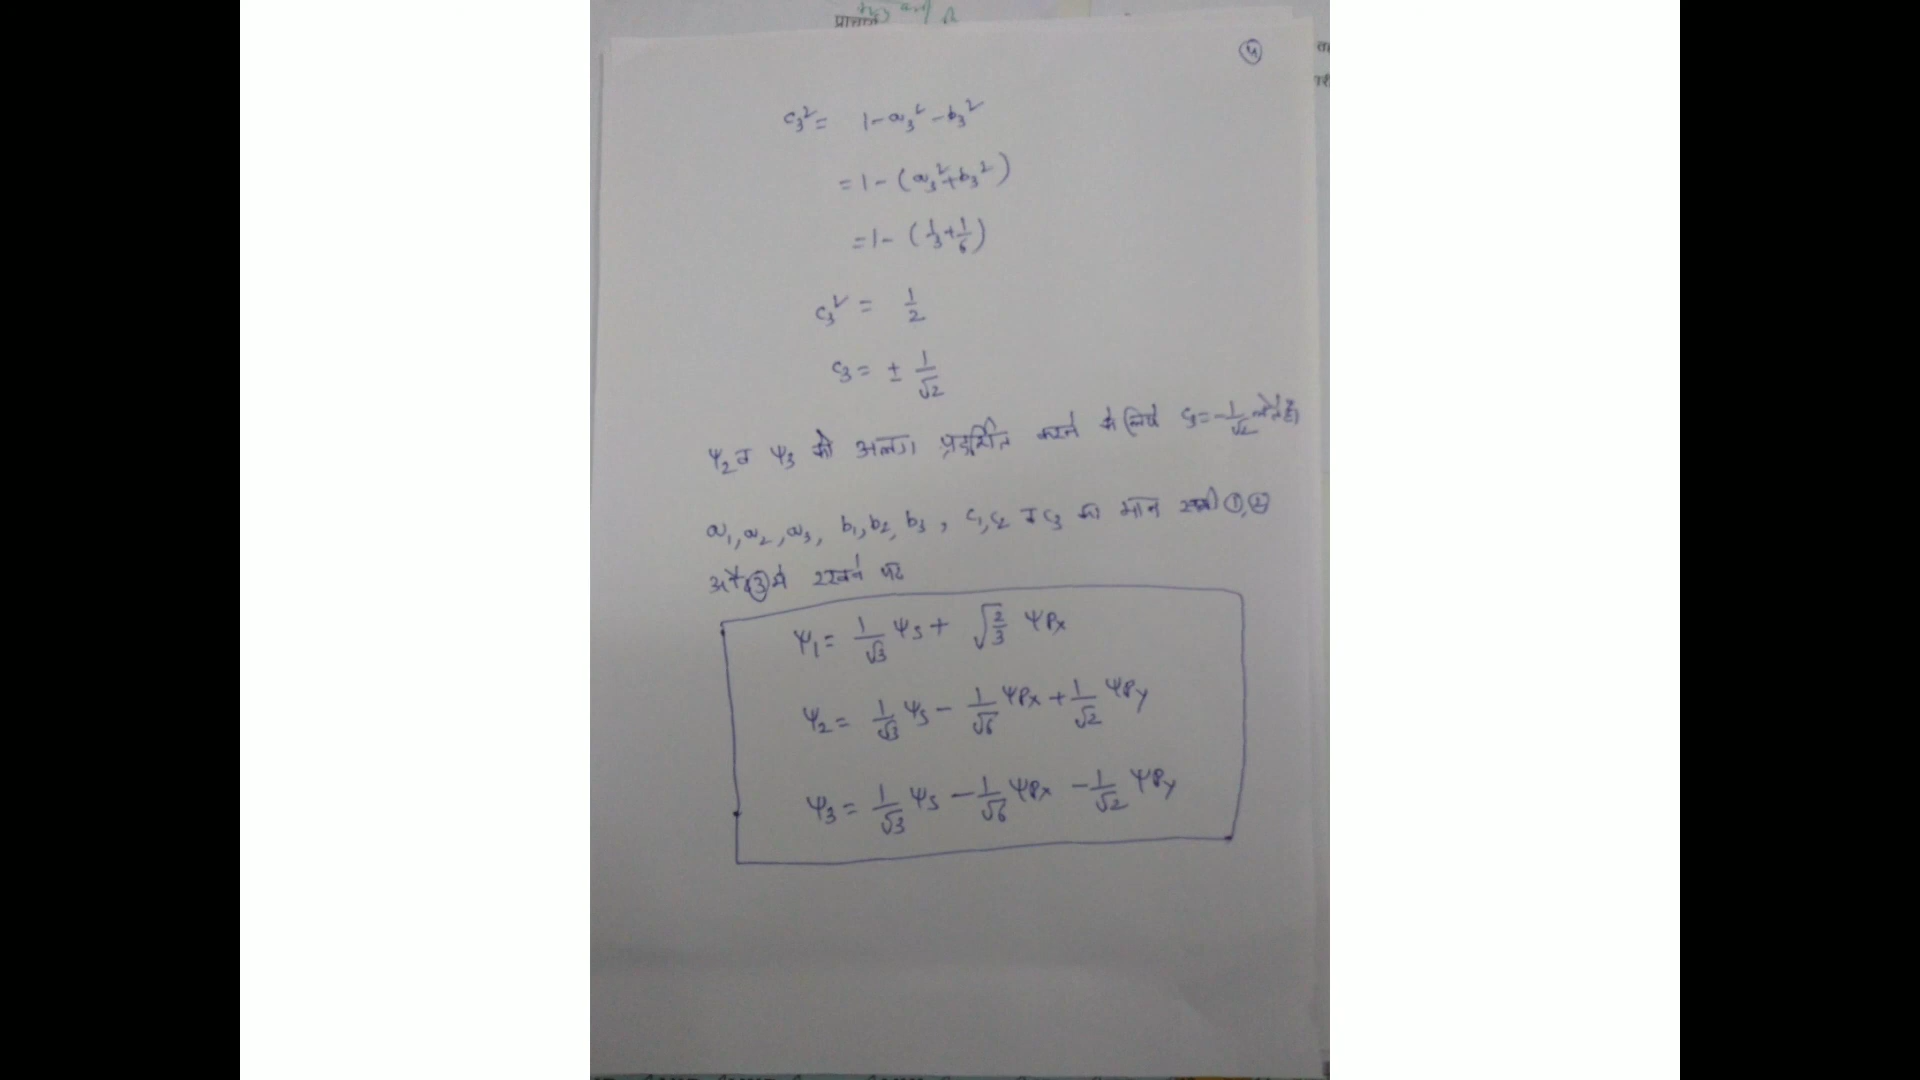 प्राचार्य
५
c₃² = 1-a₃²-b₃²
= 1-(a₃²+b₃²)
= 1-(1/3+1/6)
c₃² = 1/2
c₃ = ± 1/√2
ψ₂ व ψ₃ को अलग प्रदर्शित करने के लिये c₃=-1/√2 लेते है।
a₁, a₂, a₃, b₁, b₂, b₃, c₁, c₂ व c₃ का मान ①,②
और ③ मे रखने पर
ψ₁ = 1/√3 ψs + √2/3 ψPx
ψ₂ = 1/√3 ψs - 1/√6 ψPx + 1/√2 ψPy
ψ₃ = 1/√3 ψs - 1/√6 ψPx - 1/√2 ψPy